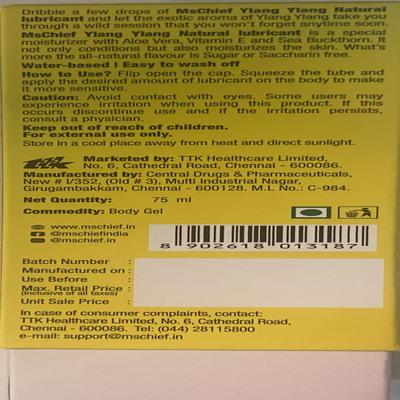 Dribble a few drops of MsChief Ylang Ylang Natural
lubricant and let the exotic aroma of Ylang Ylang take you
through a wild session that you won't forget anytime soon.
MsChief Ylang Ylang Natural lubricant is a special
moisturizer with Aloe Vera, Vitamin E and Sea Buckthorn. It
not only conditions but also moisturizes the skin. What's
more the all-natural flavour is Sugar or Saccharin free.
Water-based | Easy to wash off
How to Use? Flip open the cap. Squeeze the tube and
apply the desired amount of lubricant on the body to make
it more sensitive.
Caution: Avoid contact with eyes. Some users may
experience irritation when using this product. If this
occurs discontinue use and if the irritation persists,
consult a physician.
Keep out of reach of children.
For external use only.
Store in a cool place away from heat and direct sunlight.
ttk Marketed by: TTK Healthcare Limited,
No. 6, Cathedral Road, Chennai - 600086.
Manufactured by: Central Drugs & Pharmaceuticals,
New # 1/352, (Old # 3), Multi Industrial Nagar,
Girugambakkam, Chennai - 600128. M.L No.: C-984.
Net Quantity: 75 ml
Commodity: Body Gel
www.mschief.in
@mschiefindia
@mschief.in
8 902618 013187
Batch Number :
Manufactured on :
Use Before :
Max. Retail Price :
(Inclusive of all taxes)
Unit Sale Price :
In case of consumer complaints, contact:
TTK Healthcare Limited, No. 6, Cathedral Road,
Chennai - 600086. Tel: (044) 28115800
e-mail: support@mschief.in